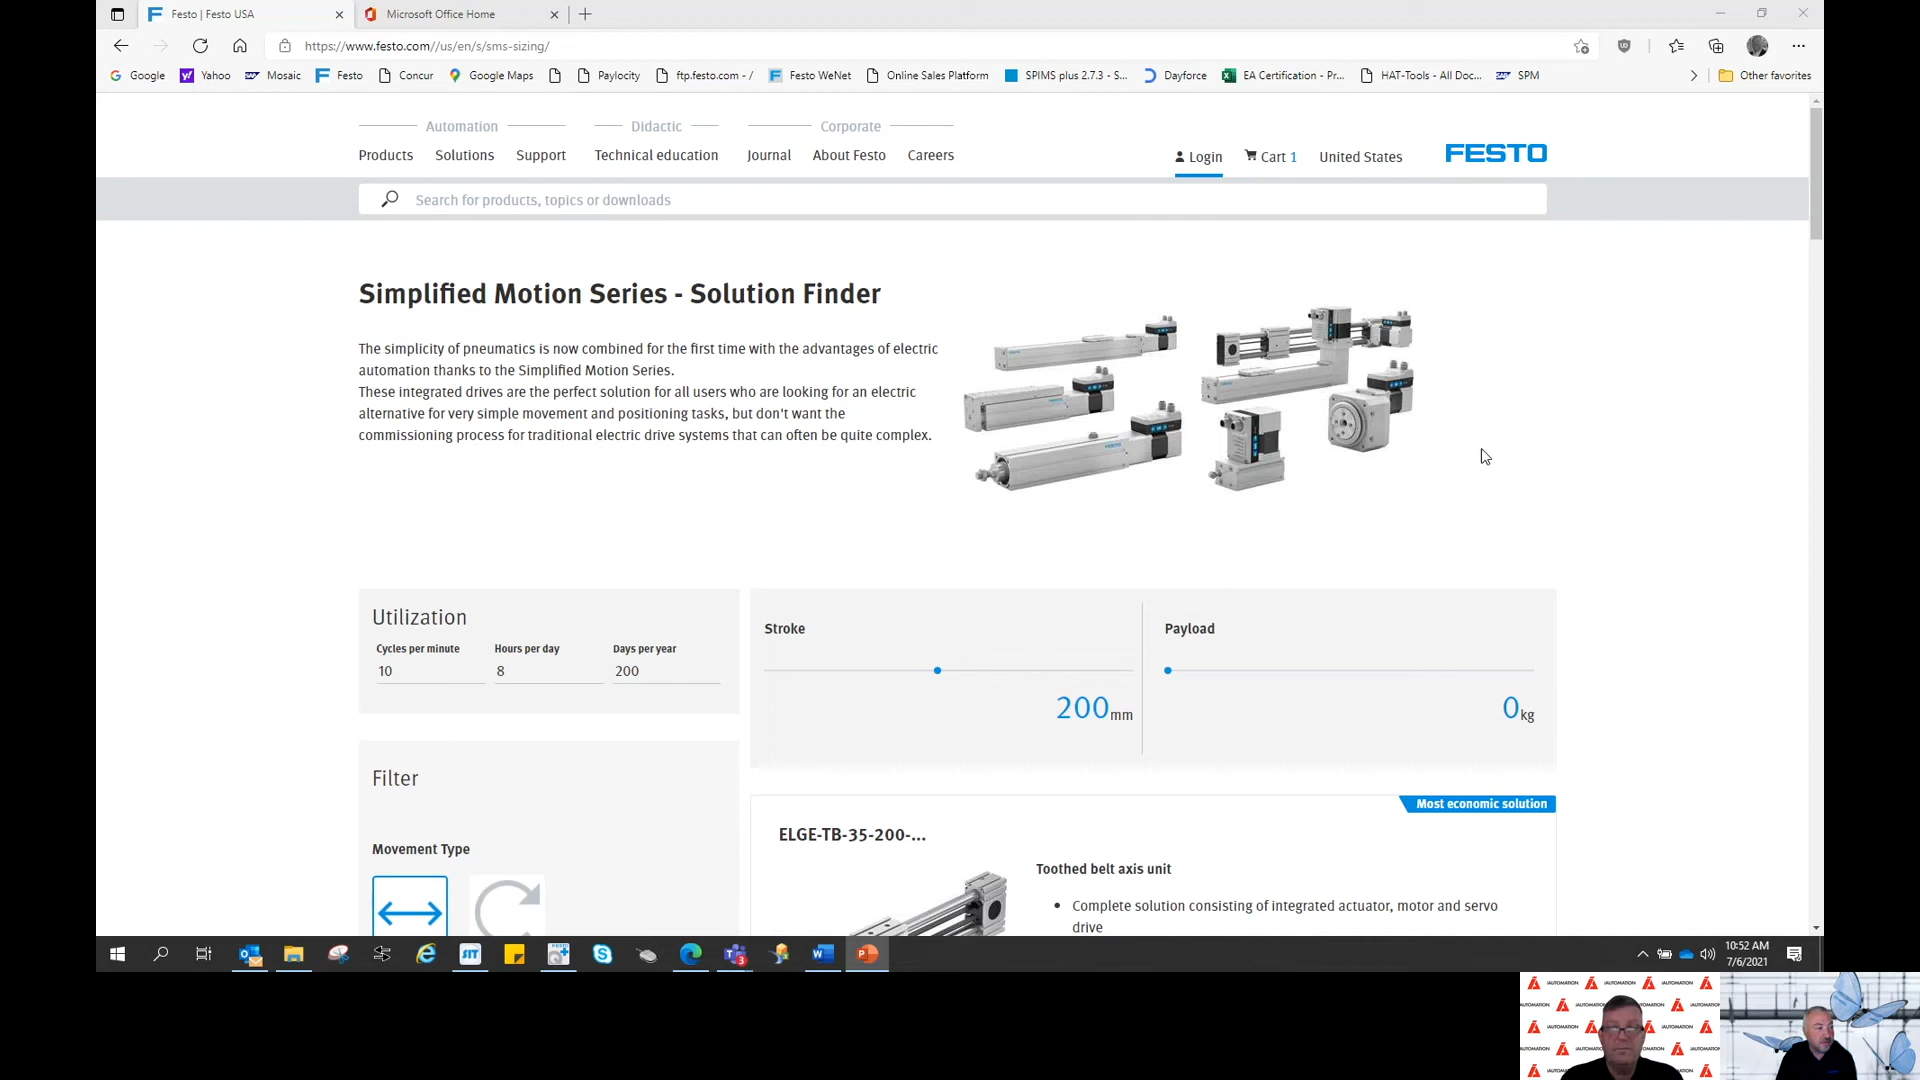 Festo | Festo USA
Microsoft Office Home
https://www.festo.com//us/en/s/sms-sizing/
Google
Yahoo
Mosaic
Festo
Concur
Google Maps
Paylocity
ftp.festo.com - /
Festo WeNet
Online Sales Platform
SPIMS plus 2.7.3 - S...
Dayforce
EA Certification - Pr...
HAT-Tools - All Doc...
SPM
Other favorites
Automation
Didactic
Corporate
Products
Solutions
Support
Technical education
Journal
About Festo
Careers
Login
Cart 1
United States
FESTO
Search for products, topics or downloads
Simplified Motion Series - Solution Finder
The simplicity of pneumatics is now combined for the first time with the advantages of electric
automation thanks to the Simplified Motion Series.
These integrated drives are the perfect solution for all users who are looking for an electric
alternative for very simple movement and positioning tasks, but don't want the
commissioning process for traditional electric drive systems that can often be quite complex.
Utilization
Cycles per minute
Hours per day
Days per year
10
8
200
Stroke
200mm
Payload
0kg
Filter
Movement Type
Most economic solution
ELGE-TB-35-200-...
Toothed belt axis unit
• Complete solution consisting of integrated actuator, motor and servo
drive
10:52 AM
7/6/2021
iAUTOMATION
iAUTOMATION
iAUTOMATION
iAUTOMATION
iAUTOMATION
iAUTOMATION